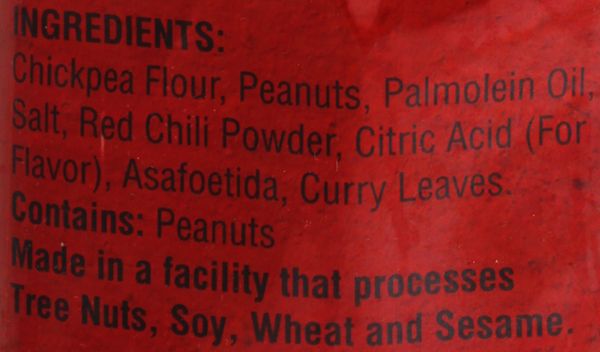 INGREDIENTS:
Chickpea Flour, Peanuts, Palmolein Oil,
Salt, Red Chili Powder, Citric Acid (For
Flavor), Asafoetida, Curry Leaves.
Contains: Peanuts
Made in a facility that processes
Tree Nuts, Soy, Wheat and Sesame.